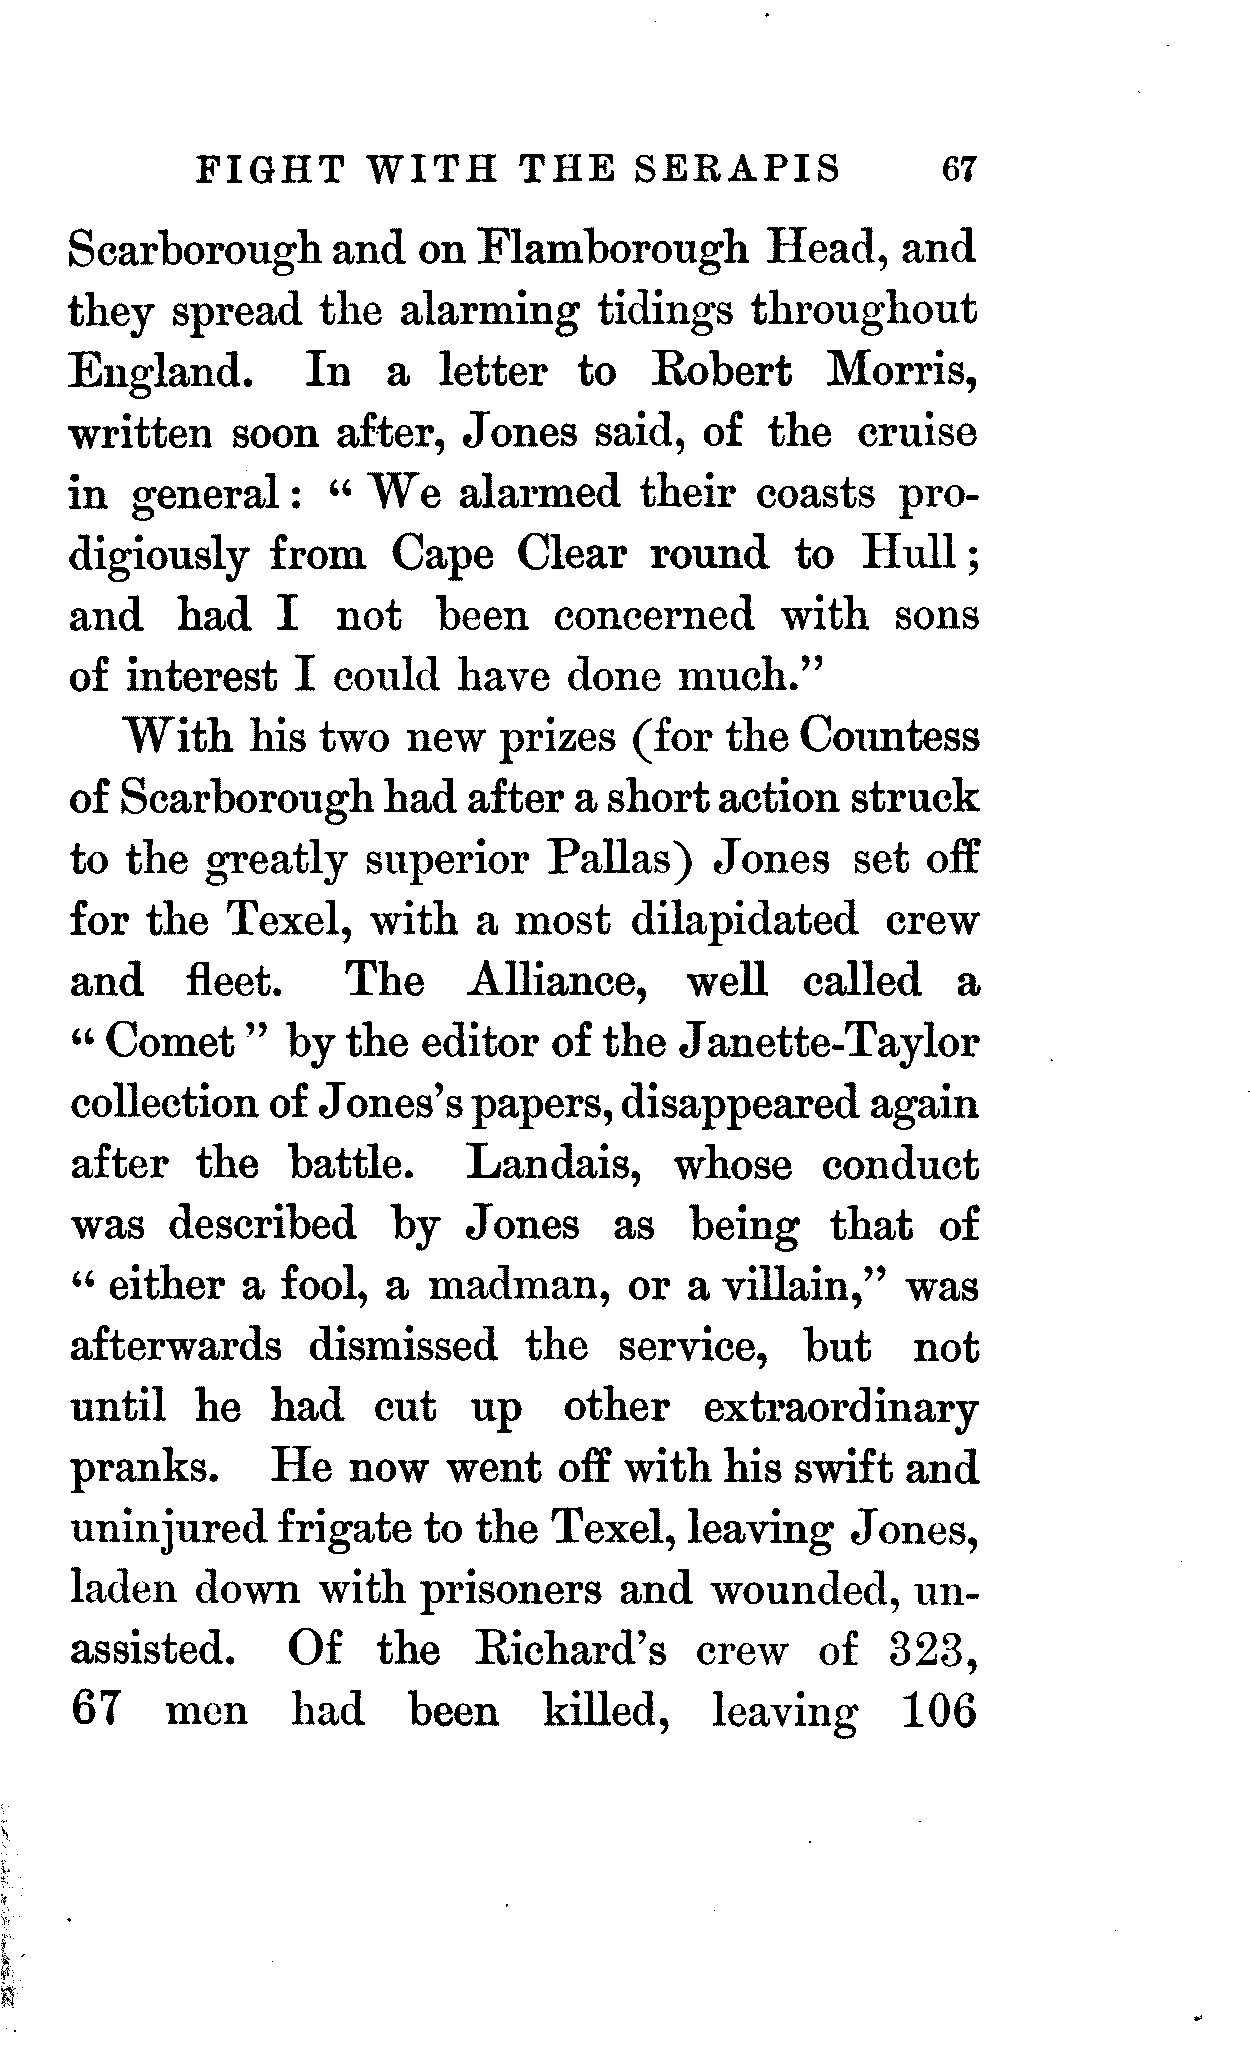 FIGHT WITH THE SERAPIS 67
Scarborough and on Flamborough Head, and
they spread the alarming tidings throughout
England. In a letter to Robert Morris,
written soon after, Jones said, of the cruise
in general: “ We alarmed their coasts pro-
digiously from Cape Clear round to Hull;
and had I not been concerned with sons
of interest I could have done much.”
With his two new prizes (for the Countess
of Scarborough had after a short action struck
to the greatly superior Pallas) Jones set off
for the Texel, with a most dilapidated crew
and fleet. The Alliance, well called a
“ Comet ” by the editor of the Janette-Taylor
collection of Jones’s papers, disappeared again
after the battle. Landais, whose conduct
was described by Jones as being that of
“ either a fool, a madman, or a villain,” was
afterwards dismissed the service, but not
until he had cut up other extraordinary
pranks. He now went off with his swift and
uninjured frigate to the Texel, leaving Jones,
laden down with prisoners and wounded, un-
assisted. Of the Richard’s crew of 323,
67 men had been killed, leaving 106